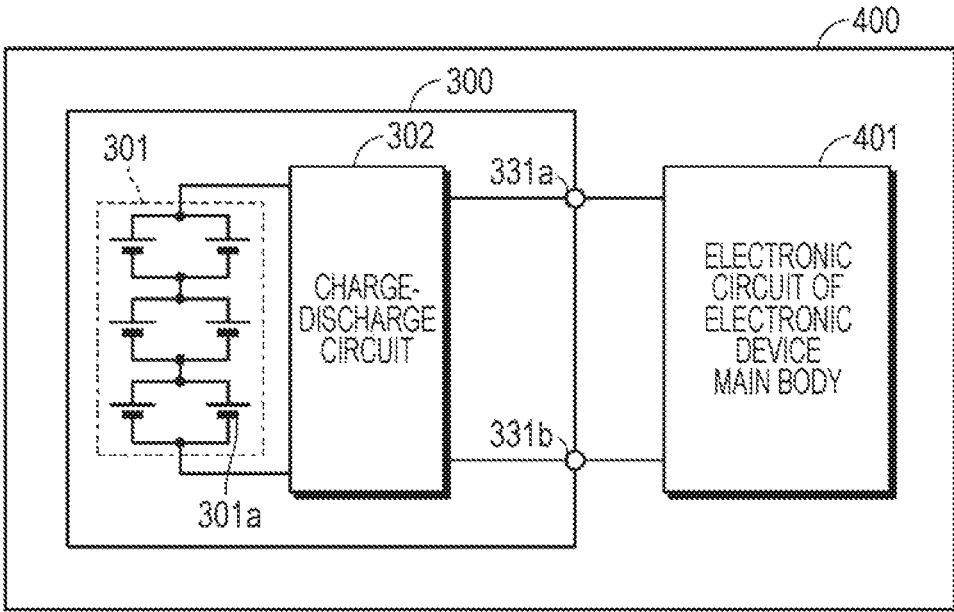 400
300
301
302
331a
401
CHARGE-
DISCHARGE
CIRCUIT
ELECTRONIC
CIRCUIT OF
ELECTRONIC
DEVICE
MAIN BODY
331b
301a